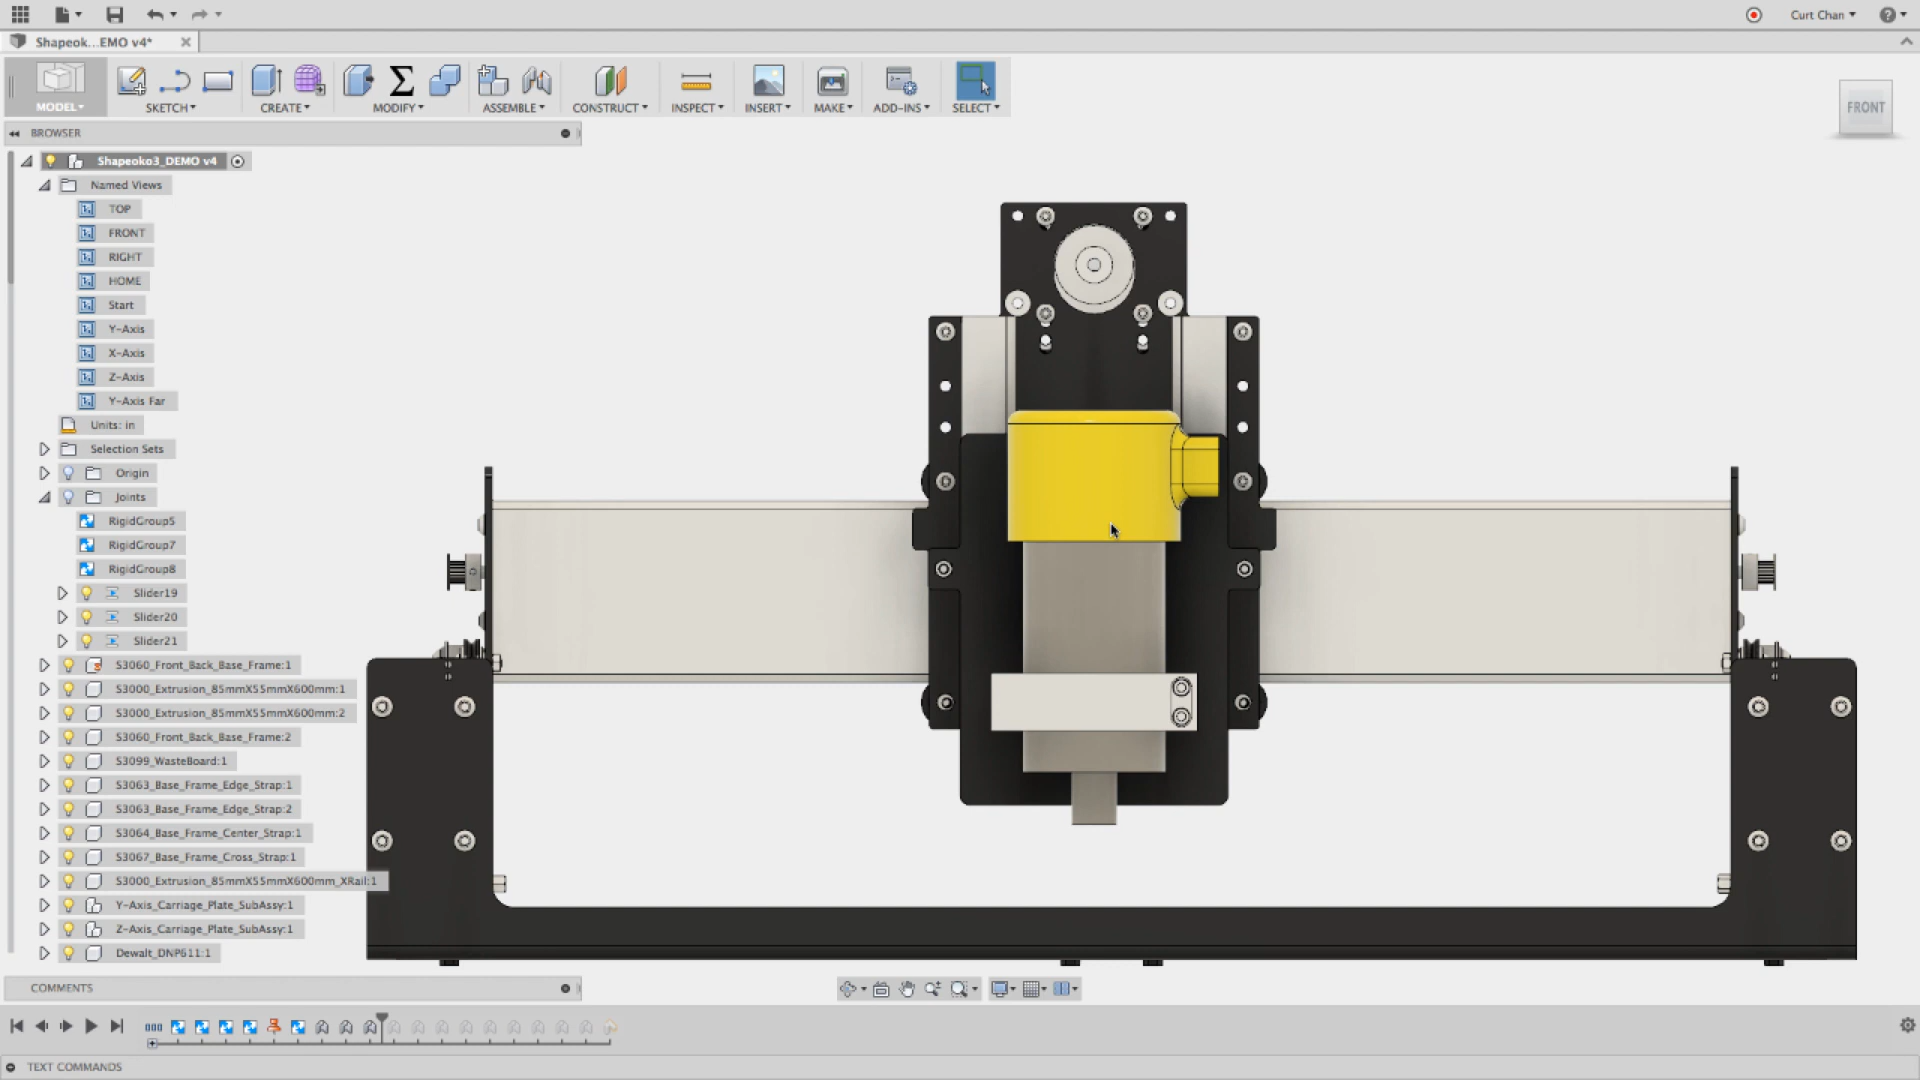 Curt Chan
Shapeok...EMO v4*
MODEL
SKETCH
CREATE
MODIFY
ASSEMBLE
CONSTRUCT
INSPECT
INSERT
MAKE
ADD-INS
SELECT
FRONT
BROWSER
Shapeoko3_DEMO v4
Named Views
TOP
FRONT
RIGHT
HOME
Start
Y-Axis
X-Axis
Z-Axis
Y-Axis Far
Units: in
Selection Sets
Origin
Joints
RigidGroup5
RigidGroup7
RigidGroup8
Slider19
Slider20
Slider21
S3060_Front_Back_Base_Frame:1
S3000_Extrusion_85mmX55mmX600mm:1
S3000_Extrusion_85mmX55mmX600mm:2
S3060_Front_Back_Base_Frame:2
S3099_WasteBoard:1
S3063_Base_Frame_Edge_Strap:1
S3063_Base_Frame_Edge_Strap:2
S3064_Base_Frame_Center_Strap:1
S3067_Base_Frame_Cross_Strap:1
S3000_Extrusion_85mmX55mmX600mm_XRail:1
Y-Axis_Carriage_Plate_SubAssy:1
Z-Axis_Carriage_Plate_SubAssy:1
Dewalt_DNP611:1
COMMENTS
TEXT COMMANDS